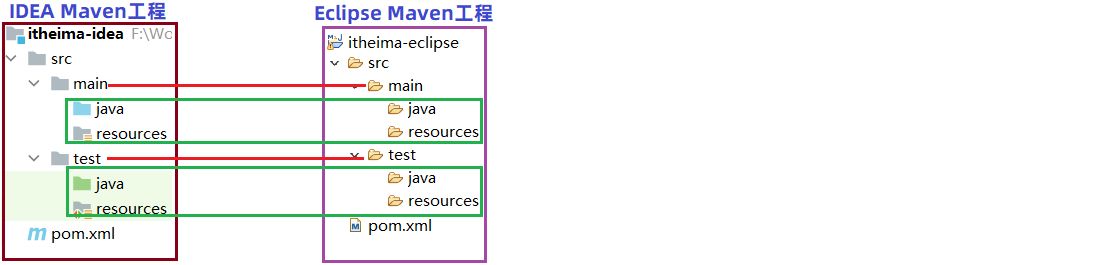 IDEA Maven工程
itheima-idea F:\Wo
src
main
java
resources
test
java
resources
pom.xml
Eclipse Maven工程
itheima-eclipse
src
main
java
resources
test
java
resources
pom.xml